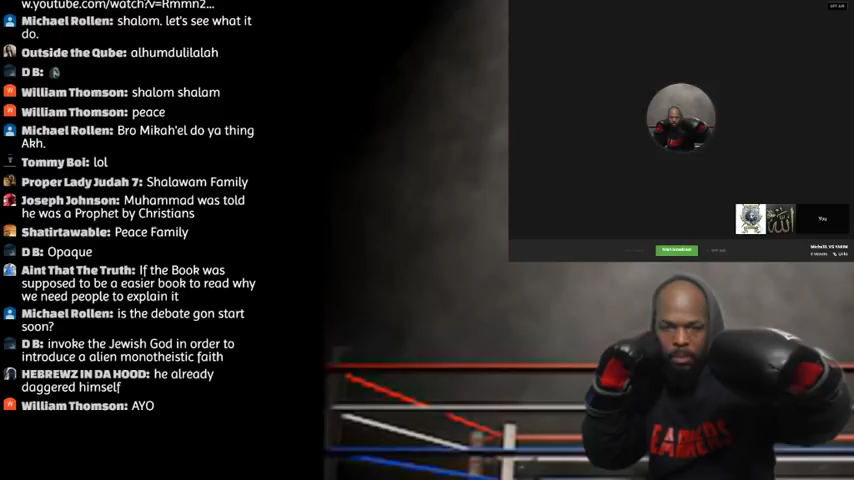 w.youtube.com/watch?v=Rmmn2...
Michael Rollen: shalom. let's see what it
do.
Outside the Qube: alhumdulilalah
D B:
William Thomson: shalom shalam
William Thomson: peace
Michael Rollen: Bro Mikah'el do ya thing
Akh.
Tommy Boi: lol
Proper Lady Judah 7: Shalawam Family
Joseph Johnson: Muhammad was told
he was a Prophet by Christians
Shatirtawable: Peace Family
D B: Opaque
Aint That The Truth: If the Book was
supposed to be a easier book to read why
we need people to explain it
Michael Rollen: is the debate gon start
soon?
D B: invoke the Jewish God in order to
introduce a alien monotheistic faith
HEBREWZ IN DA HOOD: he already
daggered himself
William Thomson: AYO
OFF AIR
You
Start broadcast